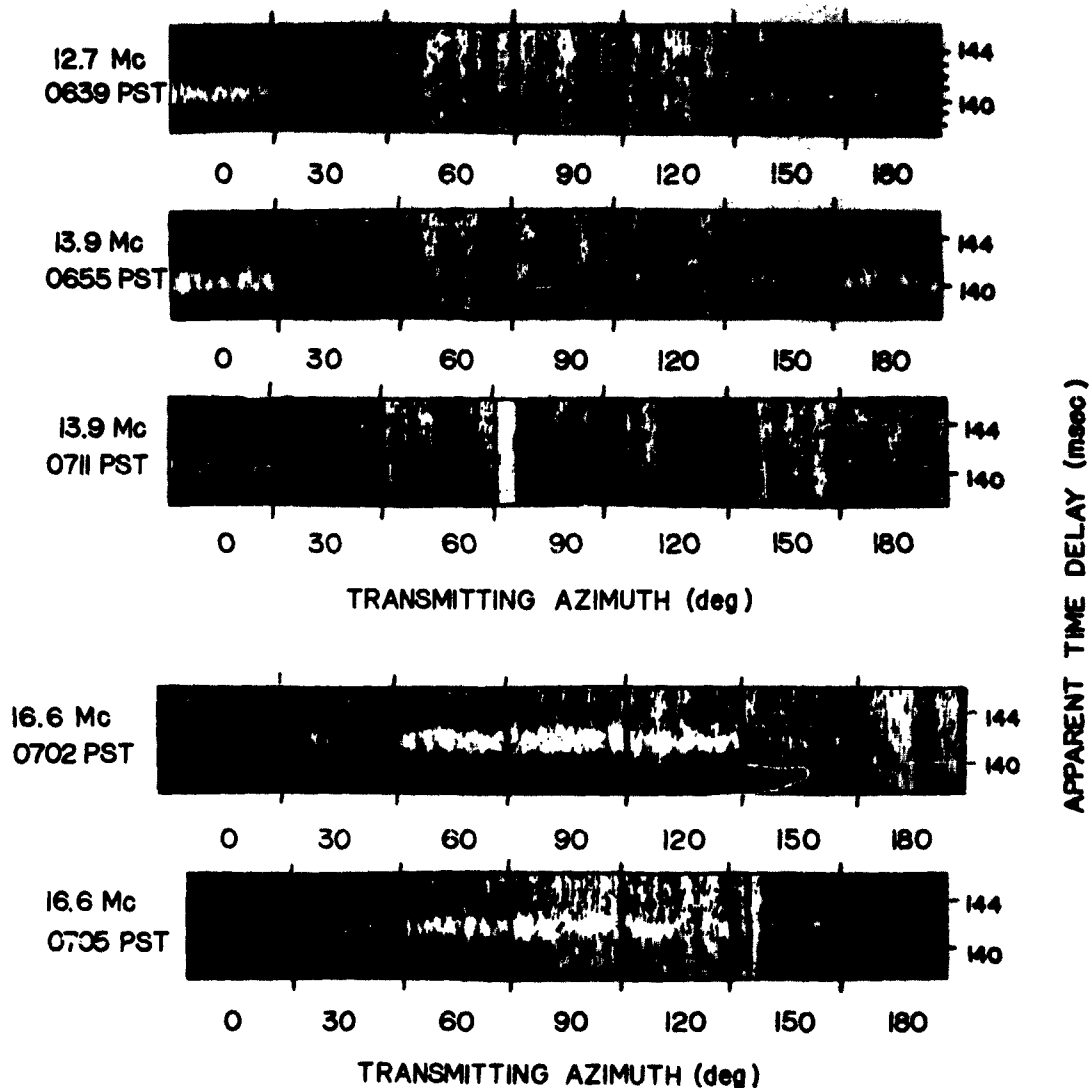 12.7 Mc
0639 PST
144
140
0 30 60 90 120 150 180
13.9 Mc
0655 PST
144
140
0 30 60 90 120 150 180
13.9 Mc
0711 PST
144
140
0 30 60 90 120 150 180
TRANSMITTING AZIMUTH (deg)
APPARENT TIME DELAY (msec)
16.6 Mc
0702 PST
144
140
0 30 60 90 120 150 180
16.6 Mc
0705 PST
144
140
0 30 60 90 120 150 180
TRANSMITTING AZIMUTH (deg)